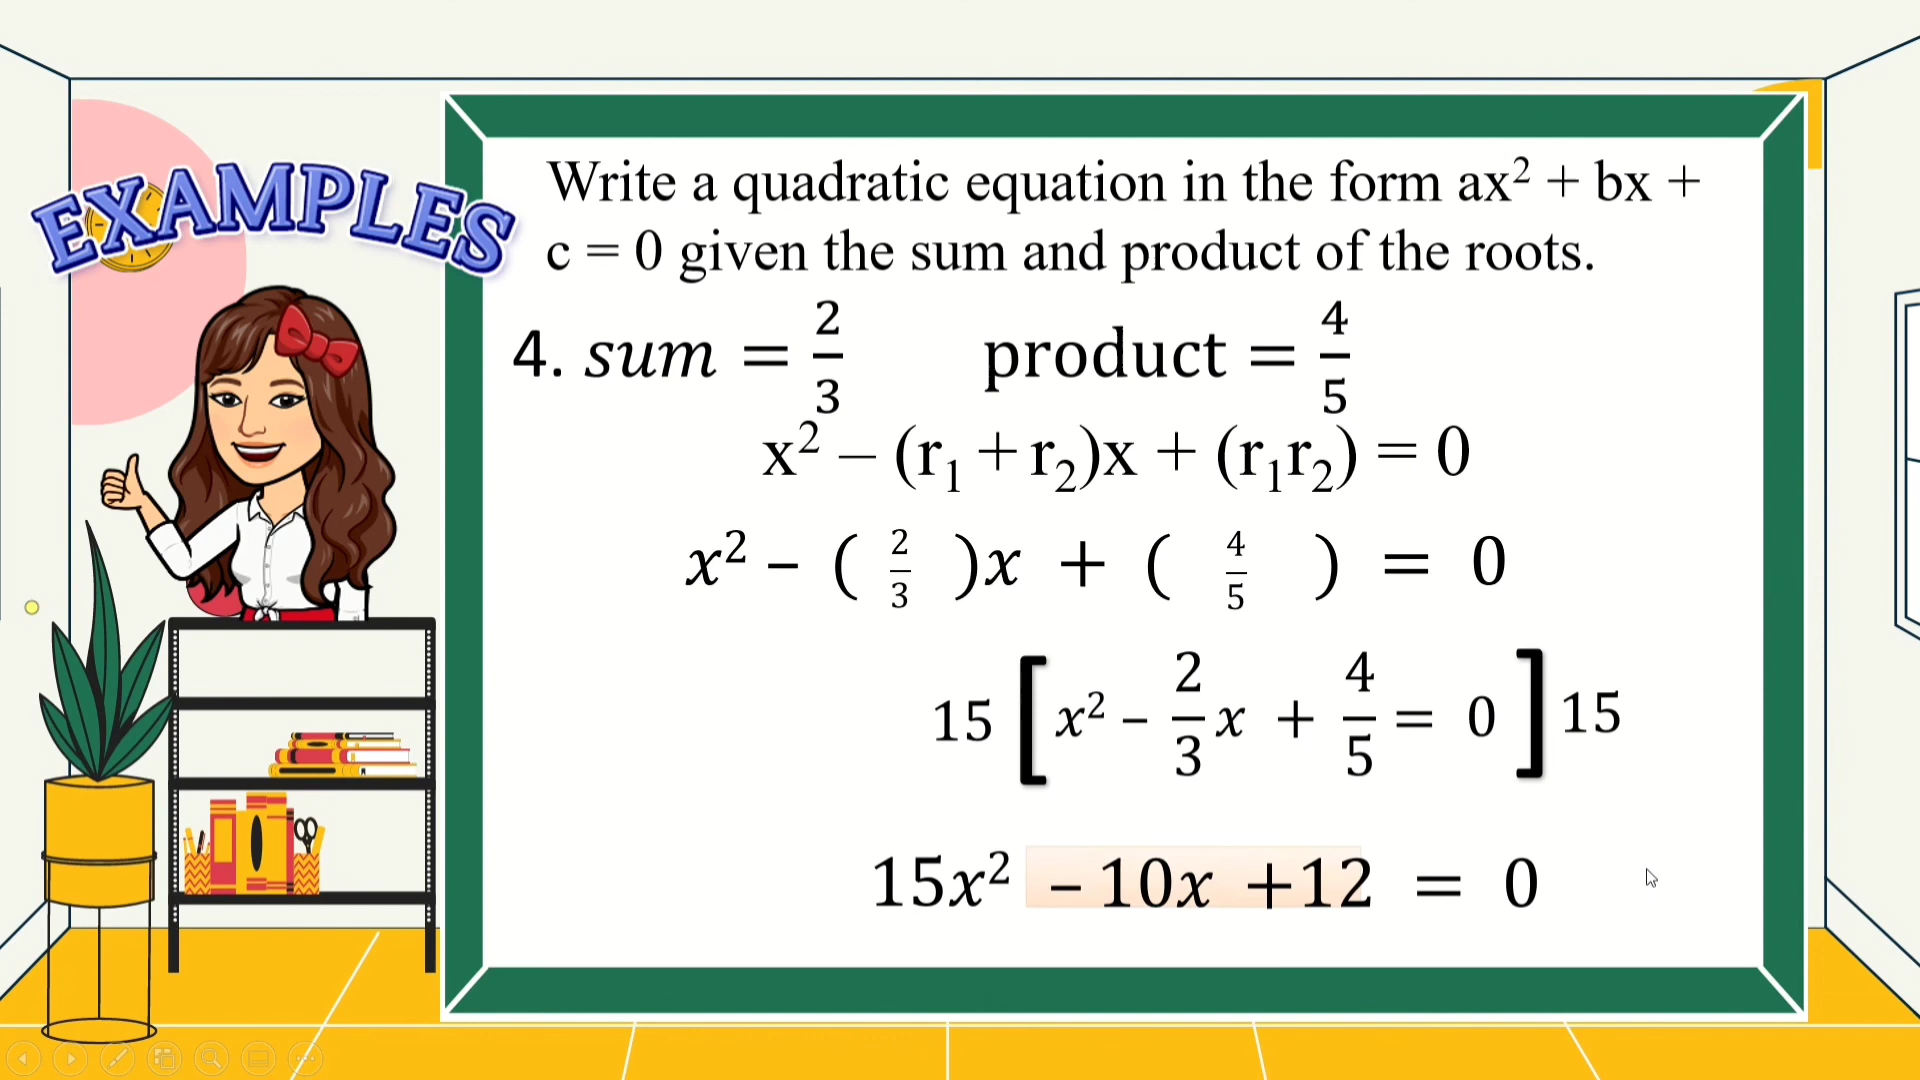 EXAMPLES
Write a quadratic equation in the form ax² + bx +
c = 0 given the sum and product of the roots.
4. sum = 2/3 product = 4/5
x² – (r₁ + r₂)x + (r₁r₂) = 0
x² – ( 2/3 )x + ( 4/5 ) = 0
15 [ x² – 2/3 x + 4/5 = 0 ] 15
15x² – 10x +12 = 0